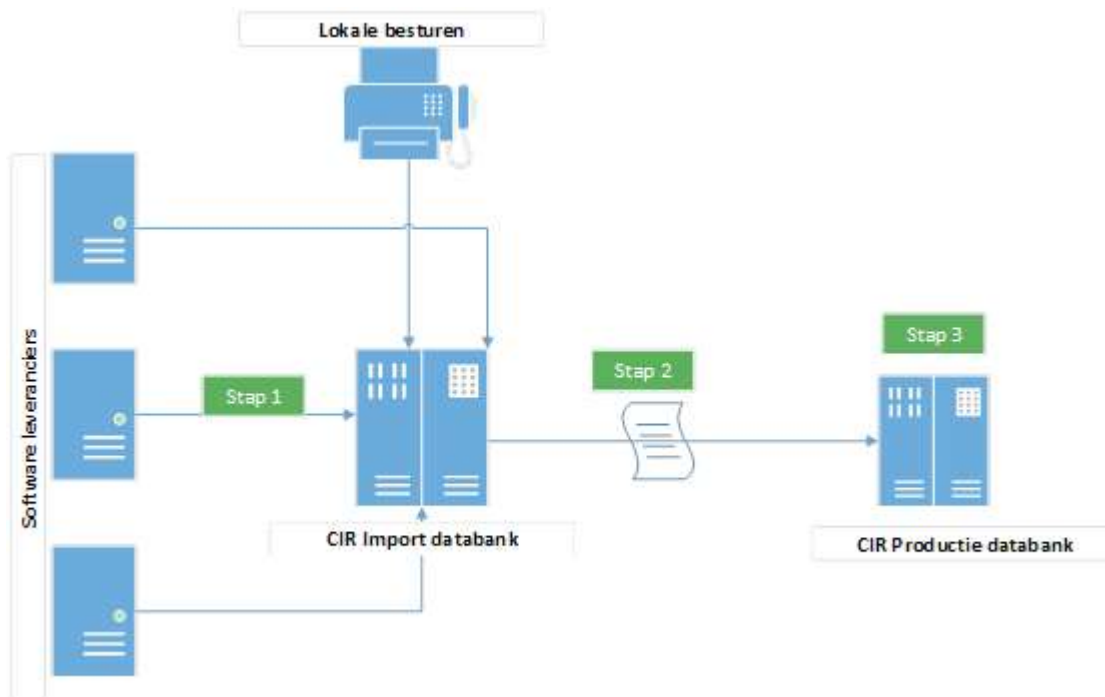 Lokale besturen
Software leveranciers
Stap 1
Stap 2
Stap 3
CIR Import databank
CIR Productie databank